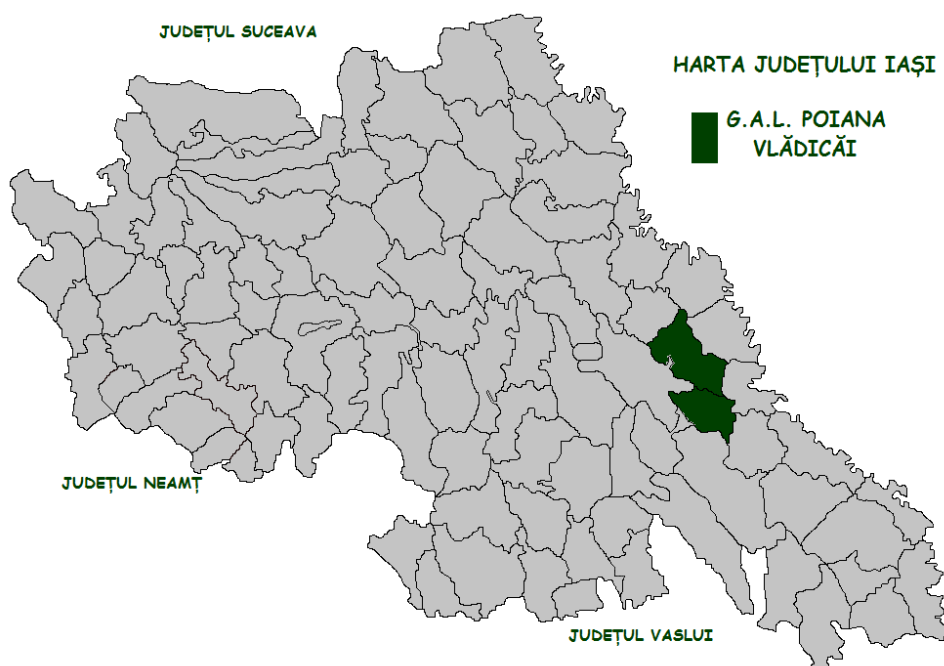 JUDEȚUL SUCEAVA
HARTA JUDEȚULUI IAȘI
G.A.L. POIANA
VLĂDICĂI
JUDEȚUL NEAMȚ
JUDEȚUL VASLUI